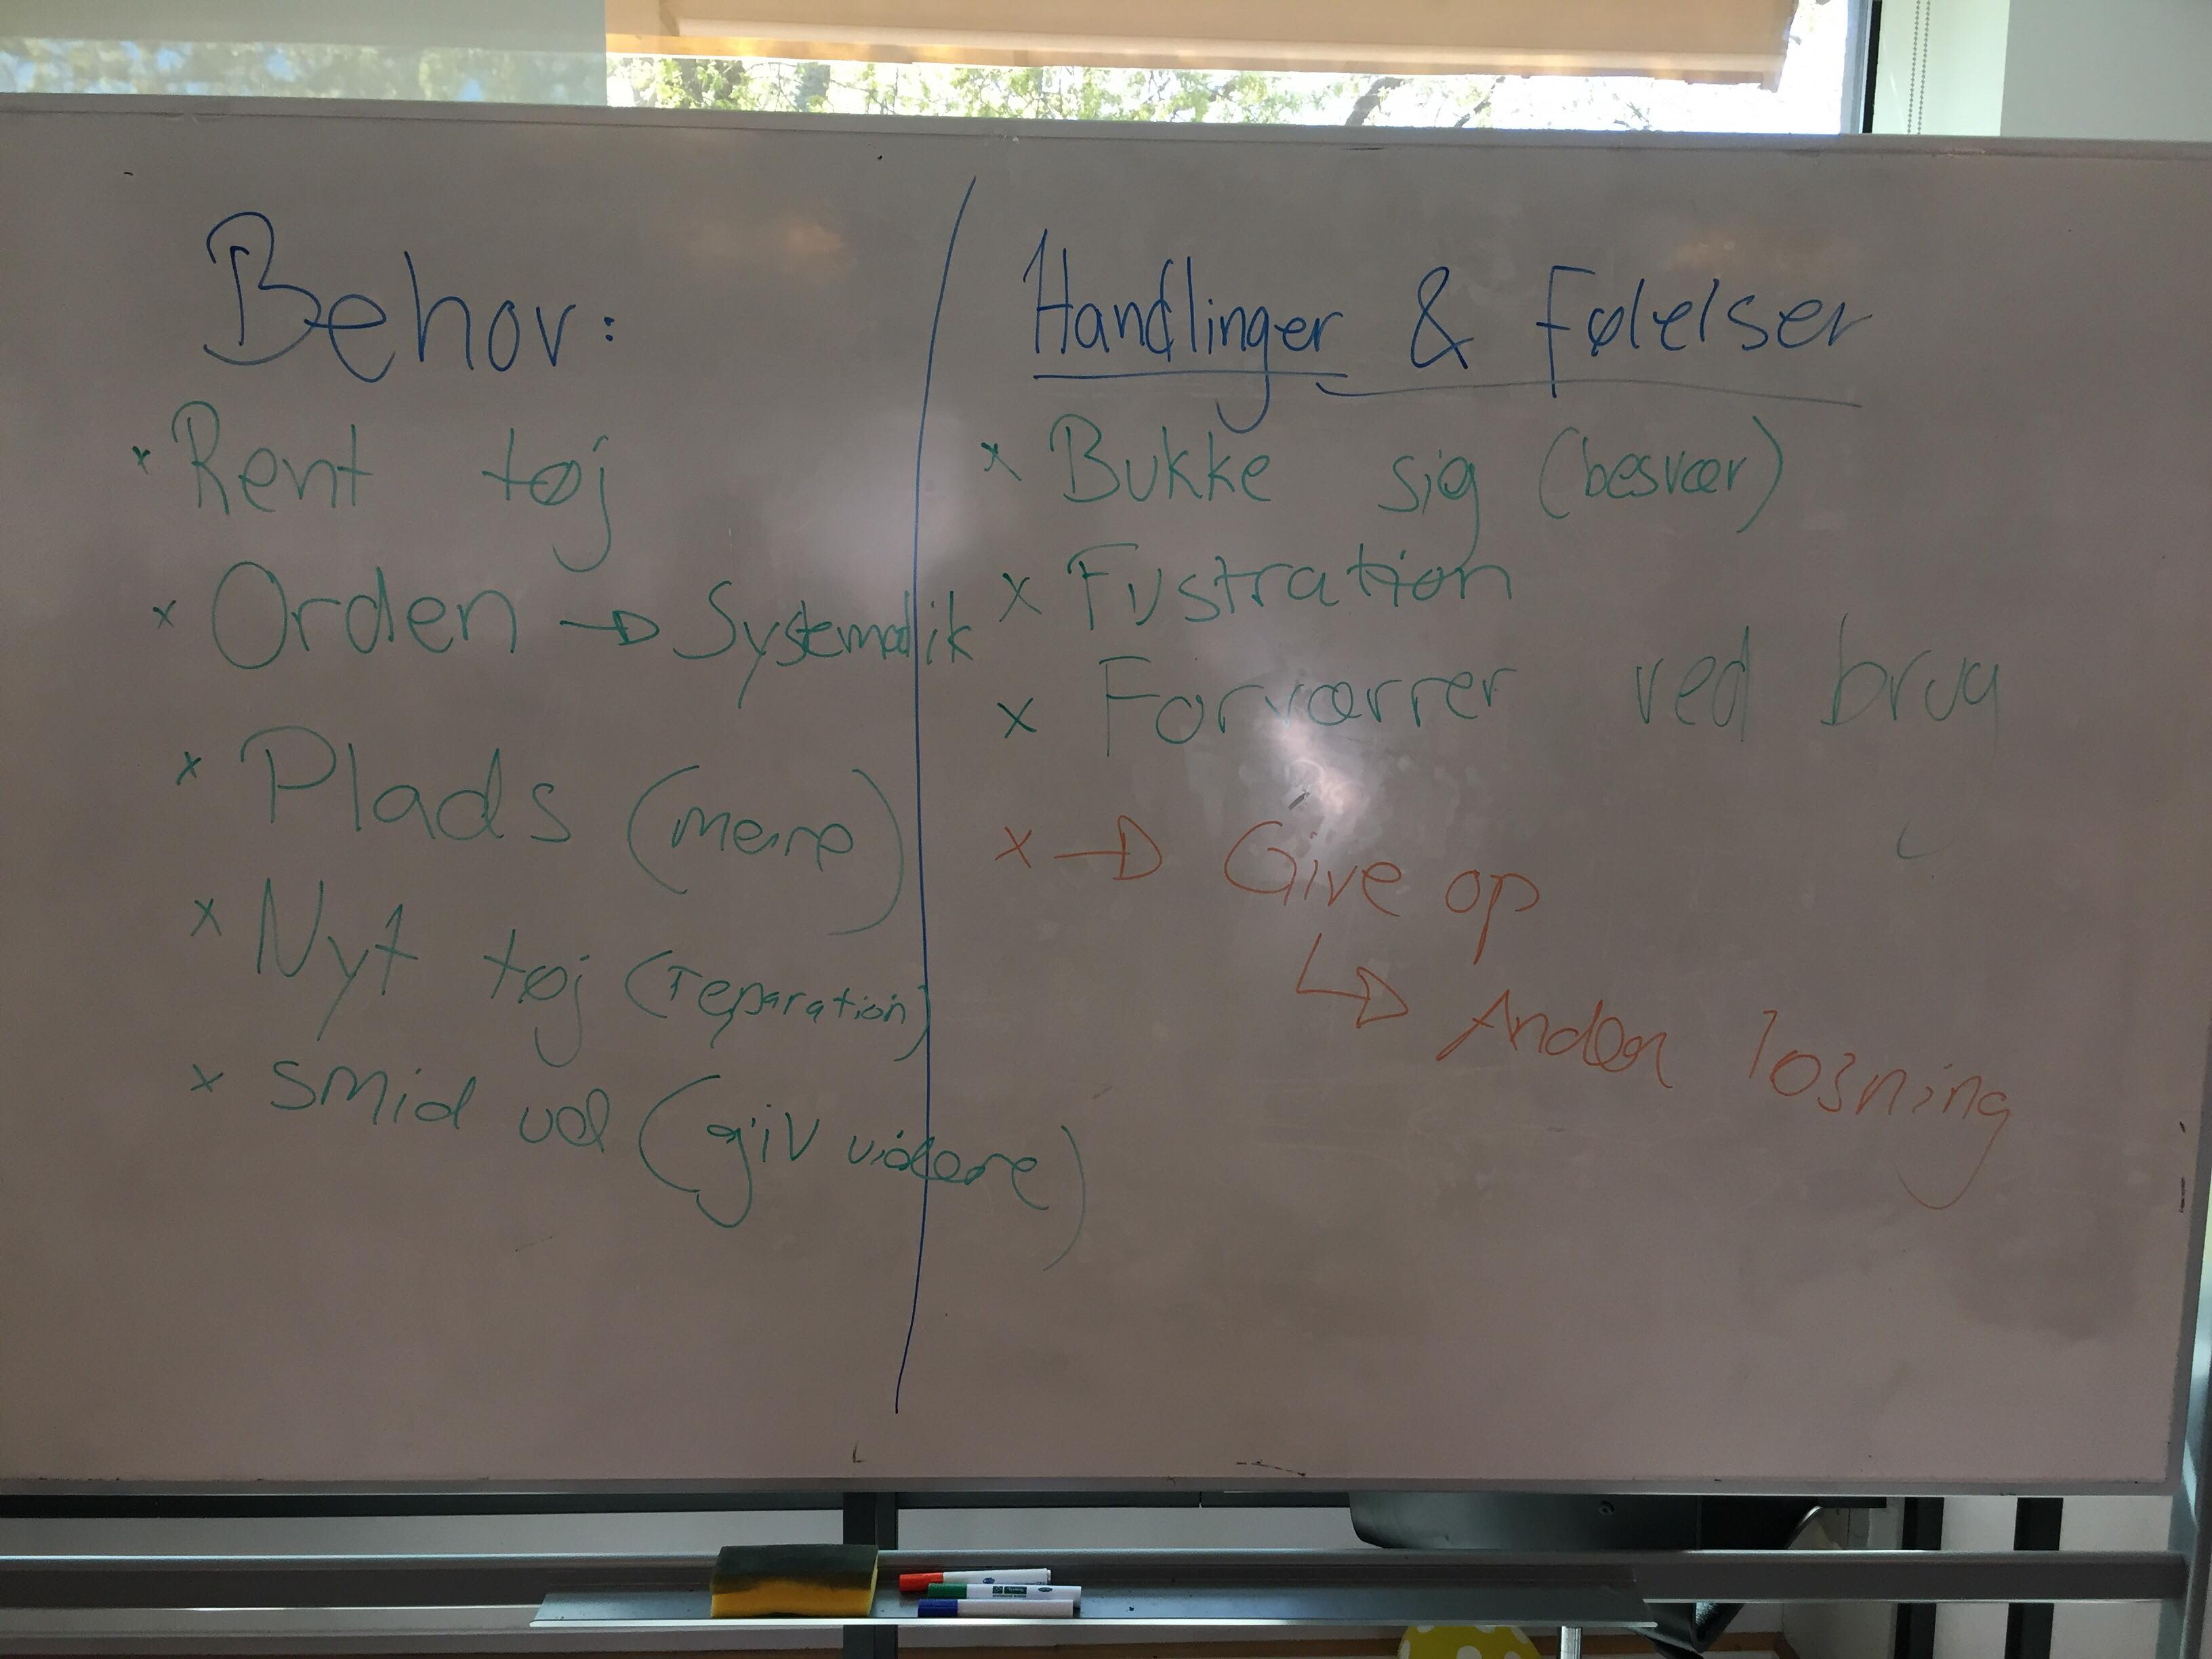 Behov:
x Rent tøj
x Orden → Systematik
x Plads (mere)
x Nyt tøj (reparation)
x smid ud (giv videre)
Handlinger & Følelser
x Bukke sig (besvær)
x Fustration
x Forværrer ved brug
x → Give op
↳ Anden løsning